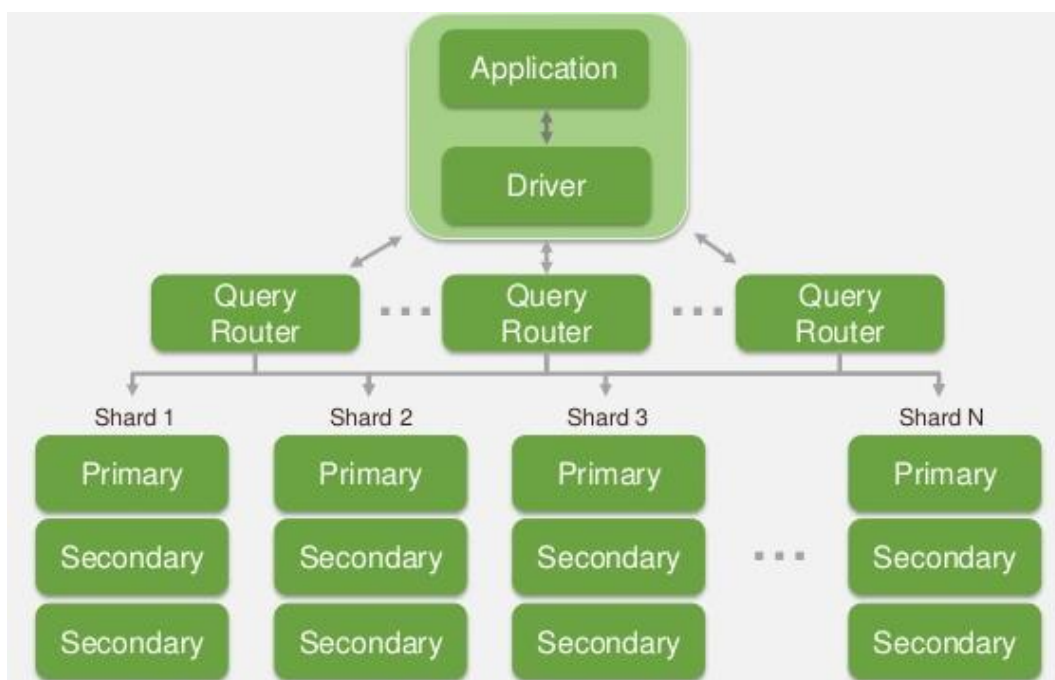 Application
Driver
Query
Router
Query
Router
Query
Router
Shard 1
Shard 2
Shard 3
Shard N
Primary
Primary
Primary
Primary
Secondary
Secondary
Secondary
Secondary
Secondary
Secondary
Secondary
Secondary